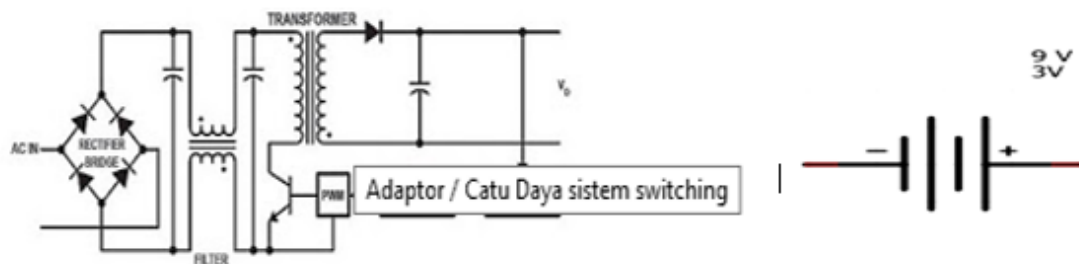 TRANSFORMER
AC IN
RECTIFIER
BRIDGE
FILTER
PWM
V₀
Adaptor / Catu Daya sistem switching
9 V
3V
− +